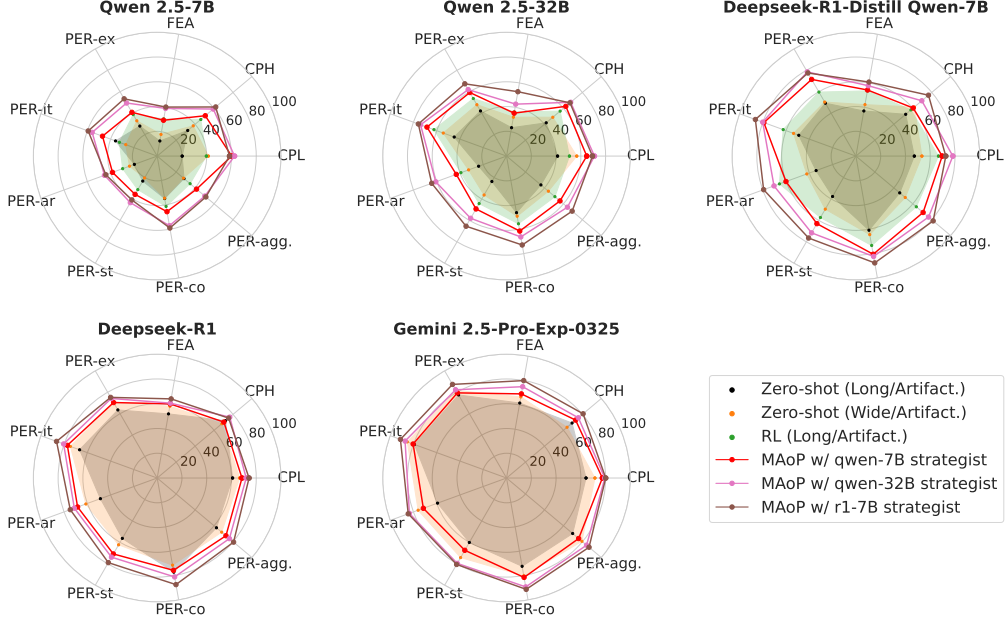 Qwen 2.5-7B
FEA
PER-ex
CPH
PER-it
100
80
60
40
20
CPL
PER-ar
PER-agg.
PER-st
PER-co
Qwen 2.5-32B
FEA
PER-ex
CPH
PER-it
100
80
60
40
20
CPL
PER-ar
PER-agg.
PER-st
PER-co
Deepseek-R1-Distill Qwen-7B
FEA
PER-ex
CPH
PER-it
100
80
60
40
20
CPL
PER-ar
PER-agg.
PER-st
PER-co
Deepseek-R1
FEA
PER-ex
CPH
PER-it
100
80
60
40
20
CPL
PER-ar
PER-agg.
PER-st
PER-co
Gemini 2.5-Pro-Exp-0325
FEA
PER-ex
CPH
PER-it
100
80
60
40
20
CPL
PER-ar
PER-agg.
PER-st
PER-co
Zero-shot (Long/Artifact.)
Zero-shot (Wide/Artifact.)
RL (Long/Artifact.)
MAoP w/ qwen-7B strategist
MAoP w/ qwen-32B strategist
MAoP w/ r1-7B strategist